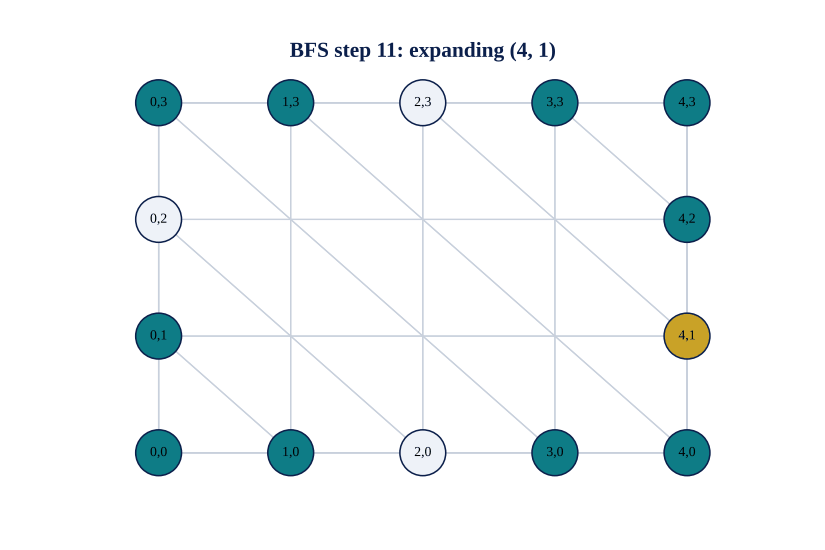 BFS step 11: expanding (4, 1)
0,3 1,3 2,3 3,3 4,3
0,2 4,2
0,1 4,1
0,0 1,0 2,0 3,0 4,0